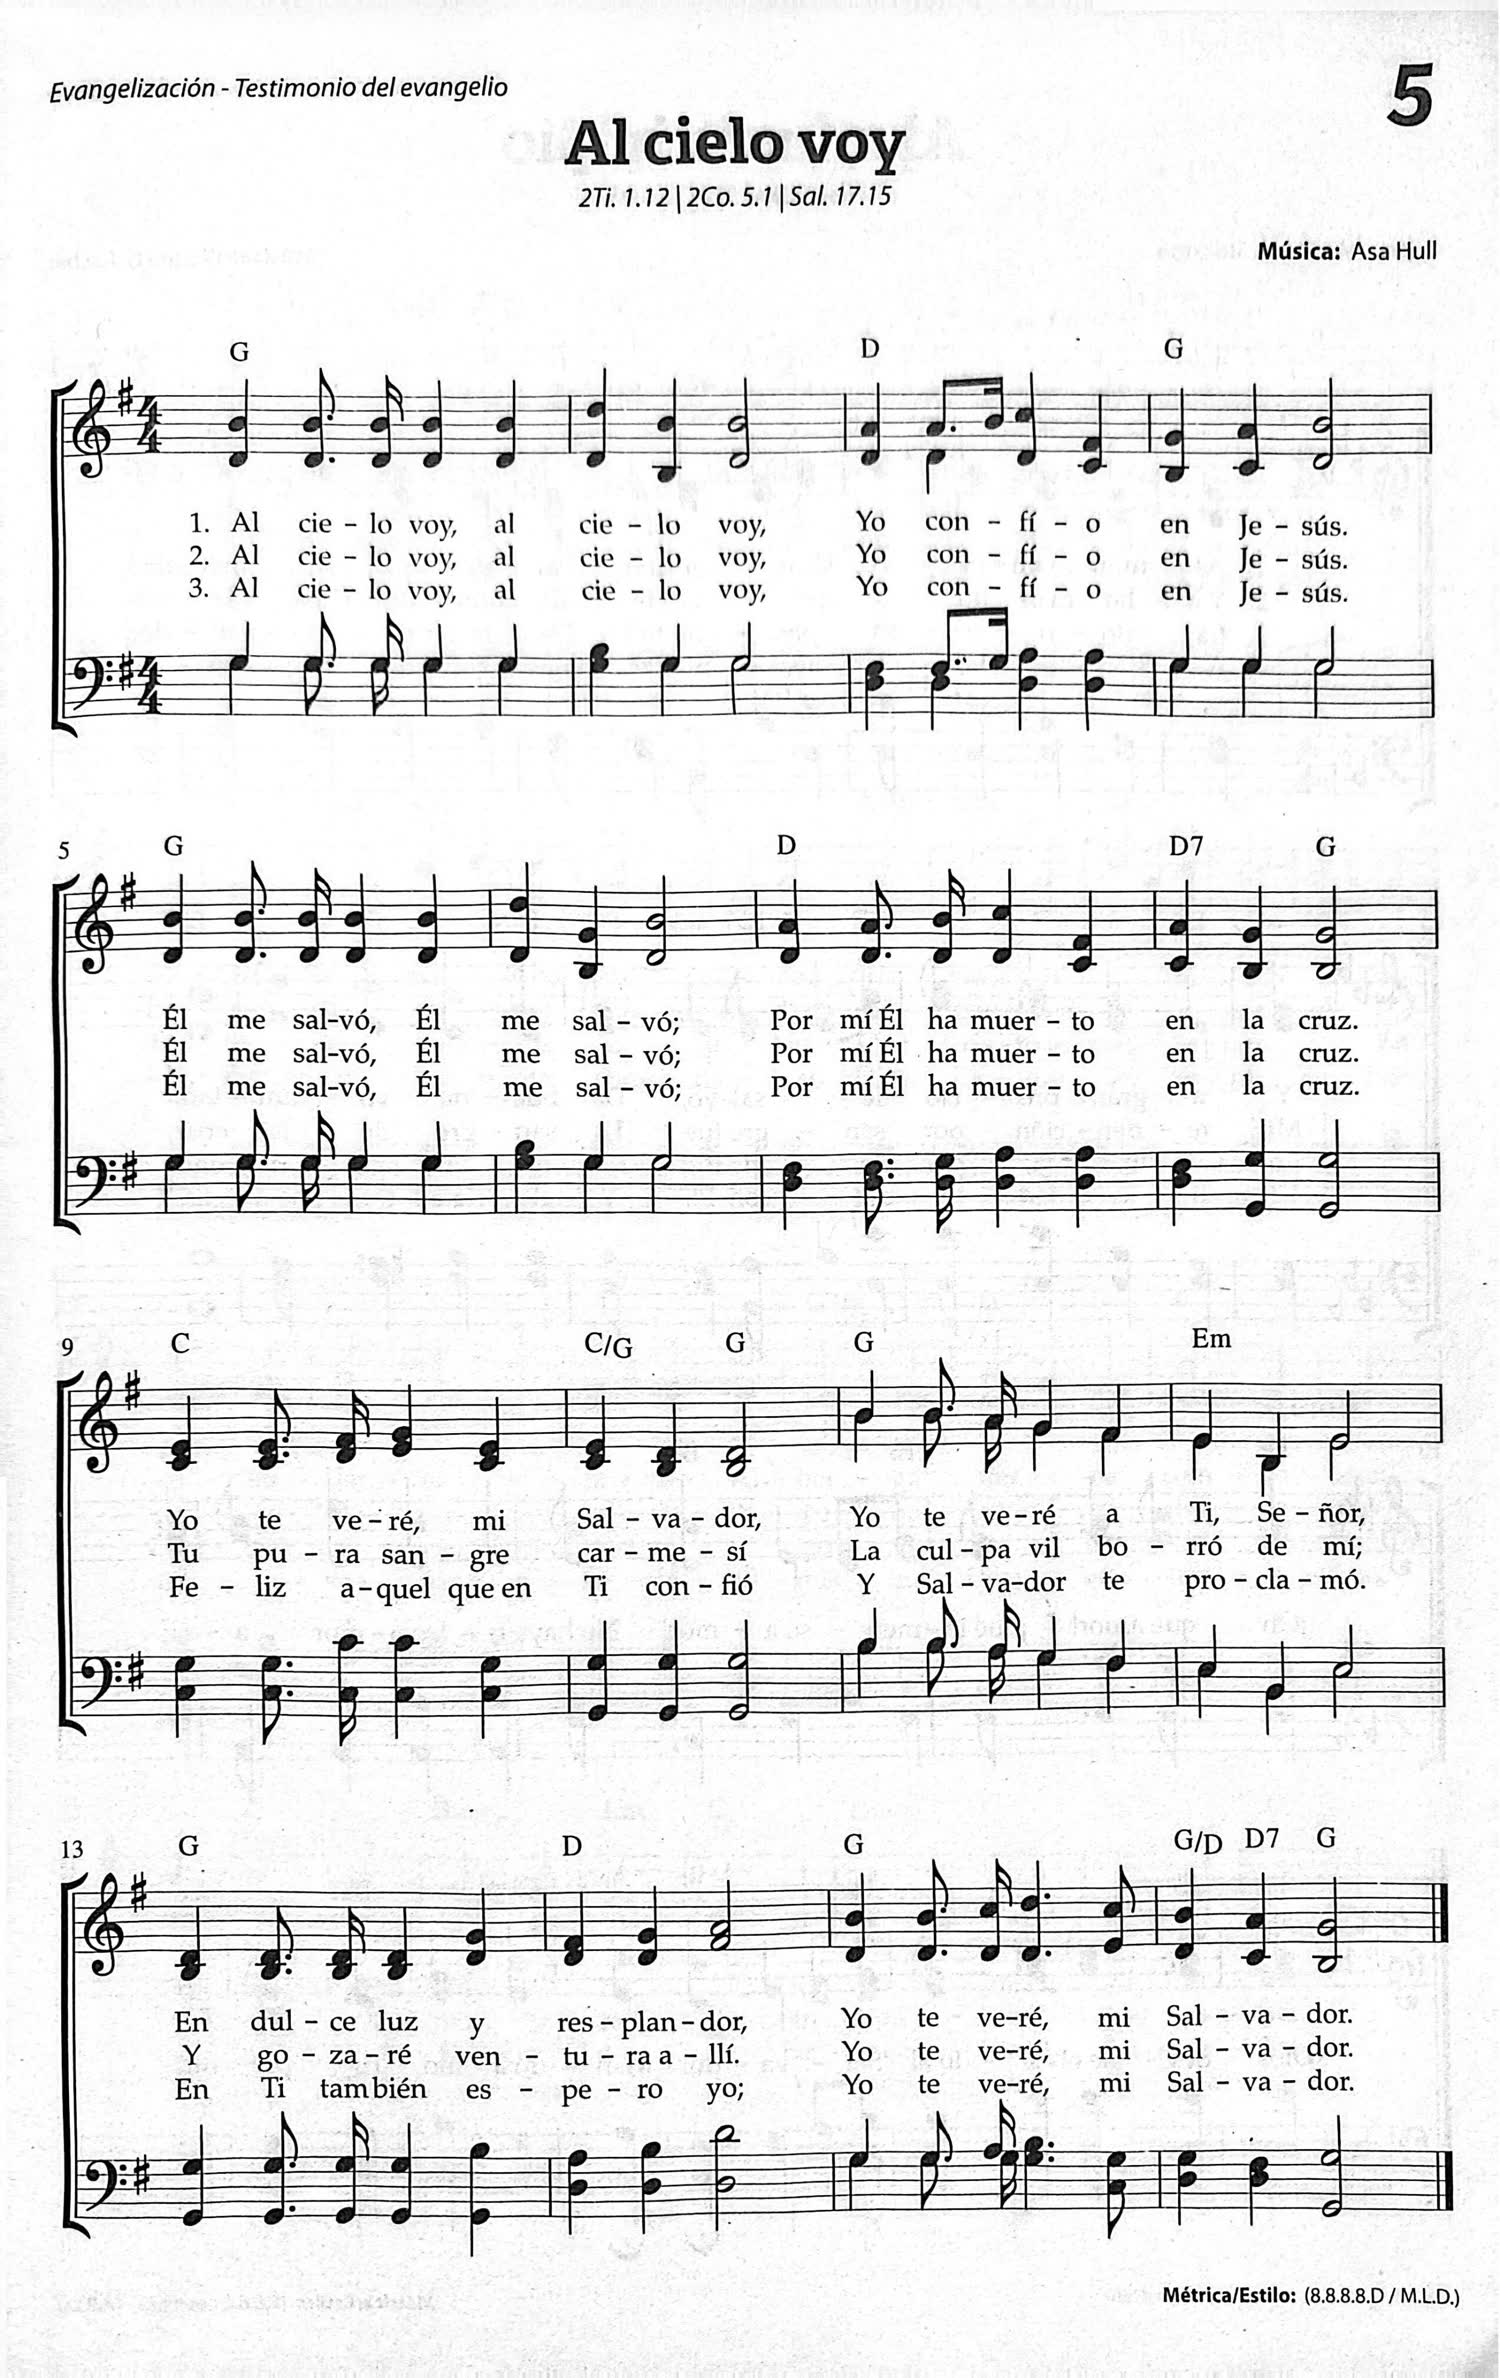 Evangelización - Testimonio del evangelio
5
Al cielo voy
2Ti. 1.12 | 2Co. 5.1 | Sal. 17.15
Música: Asa Hull
G D G
1. Al cie – lo voy, al cie – lo voy, Yo con – fí – o en Je – sús.
2. Al cie – lo voy, al cie – lo voy, Yo con – fí – o en Je – sús.
3. Al cie – lo voy, al cie – lo voy, Yo con – fí – o en Je – sús.
5 G D D7 G
Él me sal–vó, Él me sal – vó; Por mí Él ha muer – to en la cruz.
Él me sal–vó, Él me sal – vó; Por mí Él ha muer – to en la cruz.
Él me sal–vó, Él me sal – vó; Por mí Él ha muer – to en la cruz.
9 C C/G G G Em
Yo te ve – ré, mi Sal – va – dor, Yo te ve – ré a Ti, Se – ñor,
Tu pu – ra san – gre car – me – sí La cul – pa vil bo – rró de mí;
Fe – liz a – quel que en Ti con – fió Y Sal – va – dor te pro – cla – mó.
13 G D G G/D D7 G
En dul – ce luz y res – plan – dor, Yo te ve – ré, mi Sal – va – dor.
Y go – za – ré ven – tu – ra a – llí. Yo te ve – ré, mi Sal – va – dor.
En Ti también es – pe – ro yo; Yo te ve – ré, mi Sal – va – dor.
Métrica/Estilo: (8.8.8.8.D / M.L.D.)